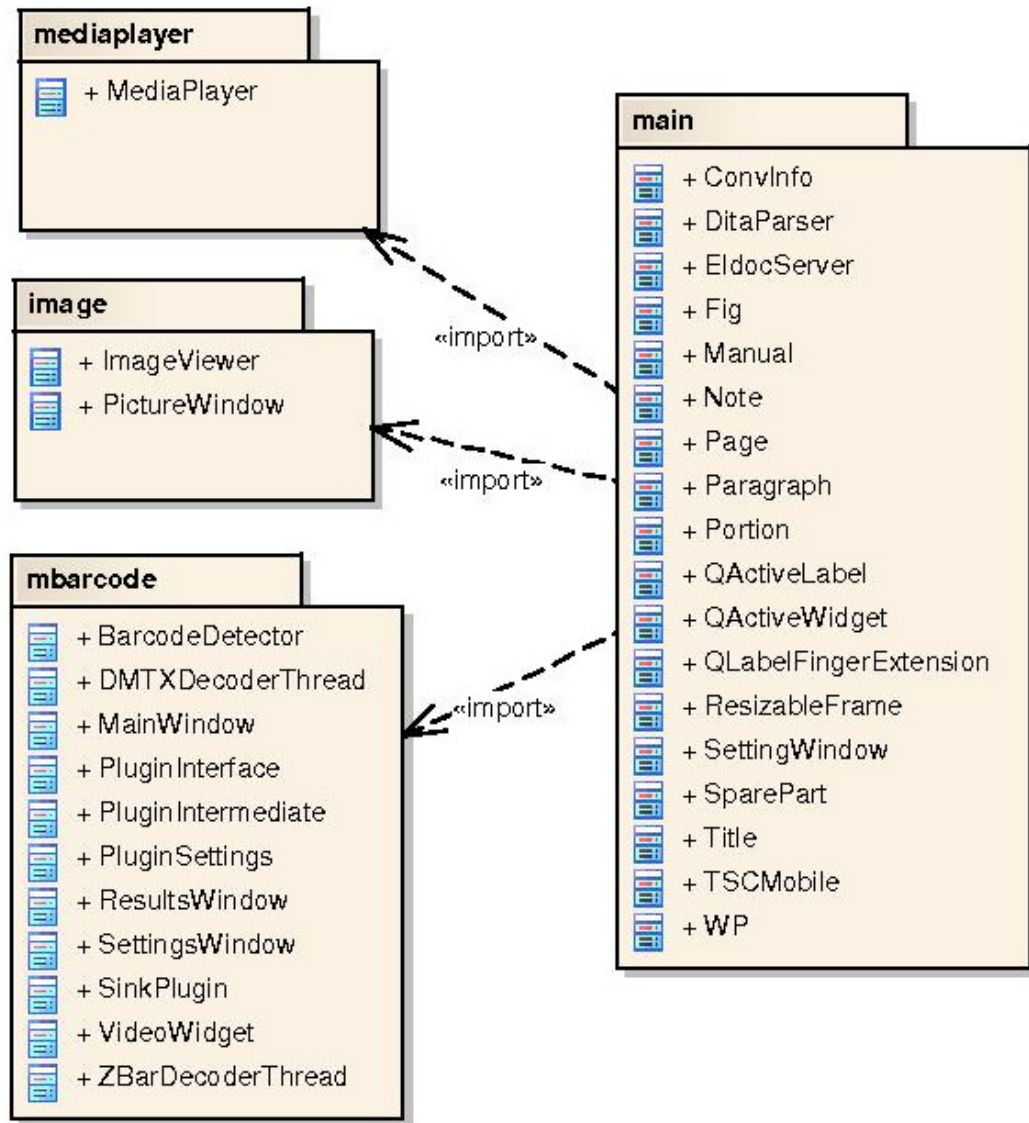 mediaplayer
+ MediaPlayer
image
+ ImageViewer
+ PictureWindow
mbarcode
+ BarcodeDetector
+ DMTXDecoderThread
+ MainWindow
+ PluginInterface
+ PluginIntermediate
+ PluginSettings
+ ResultsWindow
+ SettingsWindow
+ SinkPlugin
+ VideoWidget
+ ZBarDecoderThread
«import»
«import»
«import»
main
+ ConvInfo
+ DitaParser
+ EldocServer
+ Fig
+ Manual
+ Note
+ Page
+ Paragraph
+ Portion
+ QActiveLabel
+ QActiveWidget
+ QLabelFingerExtension
+ ResizableFrame
+ SettingWindow
+ SparePart
+ Title
+ TSCMobile
+ WP